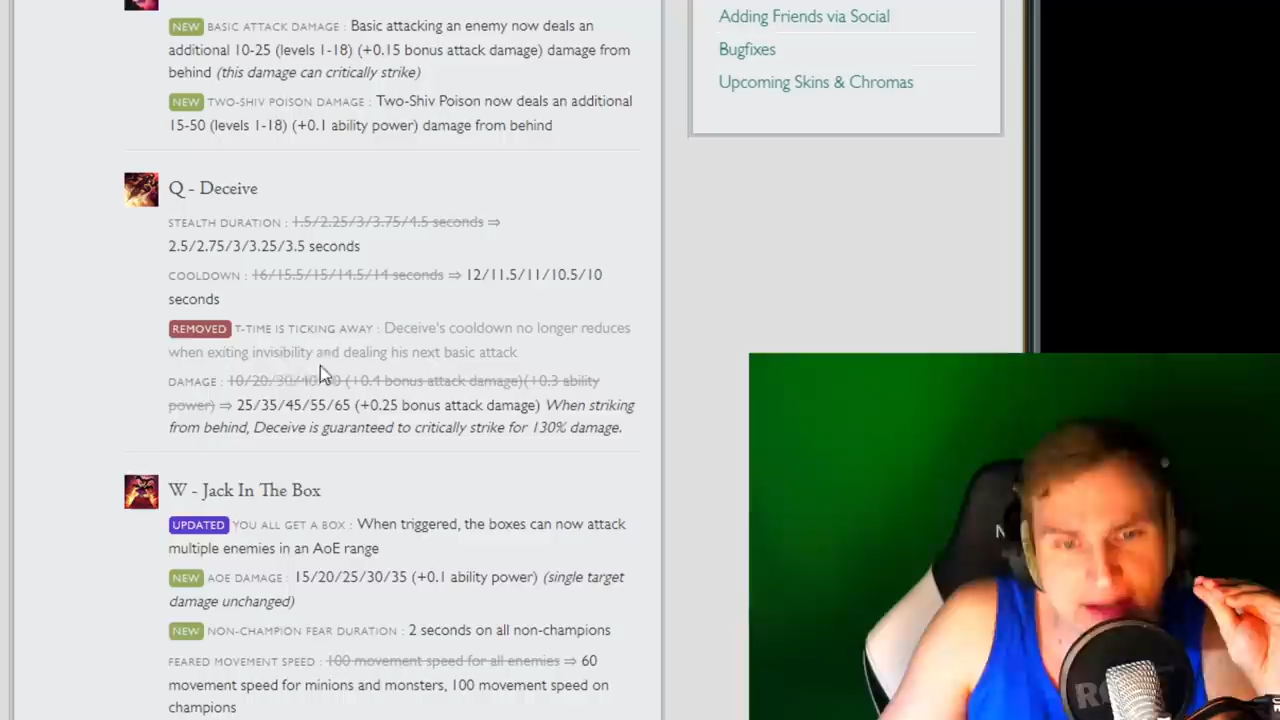 NEW BASIC ATTACK DAMAGE : Basic attacking an enemy now deals an
additional 10-25 (levels 1-18) (+0.15 bonus attack damage) damage from
behind (this damage can critically strike)
NEW TWO-SHIV POISON DAMAGE : Two-Shiv Poison now deals an additional
15-50 (levels 1-18) (+0.1 ability power) damage from behind
Q - Deceive
STEALTH DURATION : 1.5/2.25/3/3.75/4.5 seconds ⇒
2.5/2.75/3/3.25/3.5 seconds
COOLDOWN : 16/15.5/15/14.5/14 seconds ⇒ 12/11.5/11/10.5/10
seconds
REMOVED T-TIME IS TICKING AWAY : Deceive's cooldown no longer reduces
when exiting invisibility and dealing his next basic attack
DAMAGE : (+0.4 bonus attack damage)(+0.3 ability
power) ⇒ 25/35/45/55/65 (+0.25 bonus attack damage) When striking
from behind, Deceive is guaranteed to critically strike for 130% damage.
W - Jack In The Box
UPDATED YOU ALL GET A BOX : When triggered, the boxes can now attack
multiple enemies in an AoE range
NEW AOE DAMAGE : 15/20/25/30/35 (+0.1 ability power) (single target
damage unchanged)
NEW NON-CHAMPION FEAR DURATION : 2 seconds on all non-champions
FEARED MOVEMENT SPEED : 100 movement speed for all enemies ⇒ 60
movement speed for minions and monsters, 100 movement speed on
champions
Adding Friends via Social
Bugfixes
Upcoming Skins & Chromas